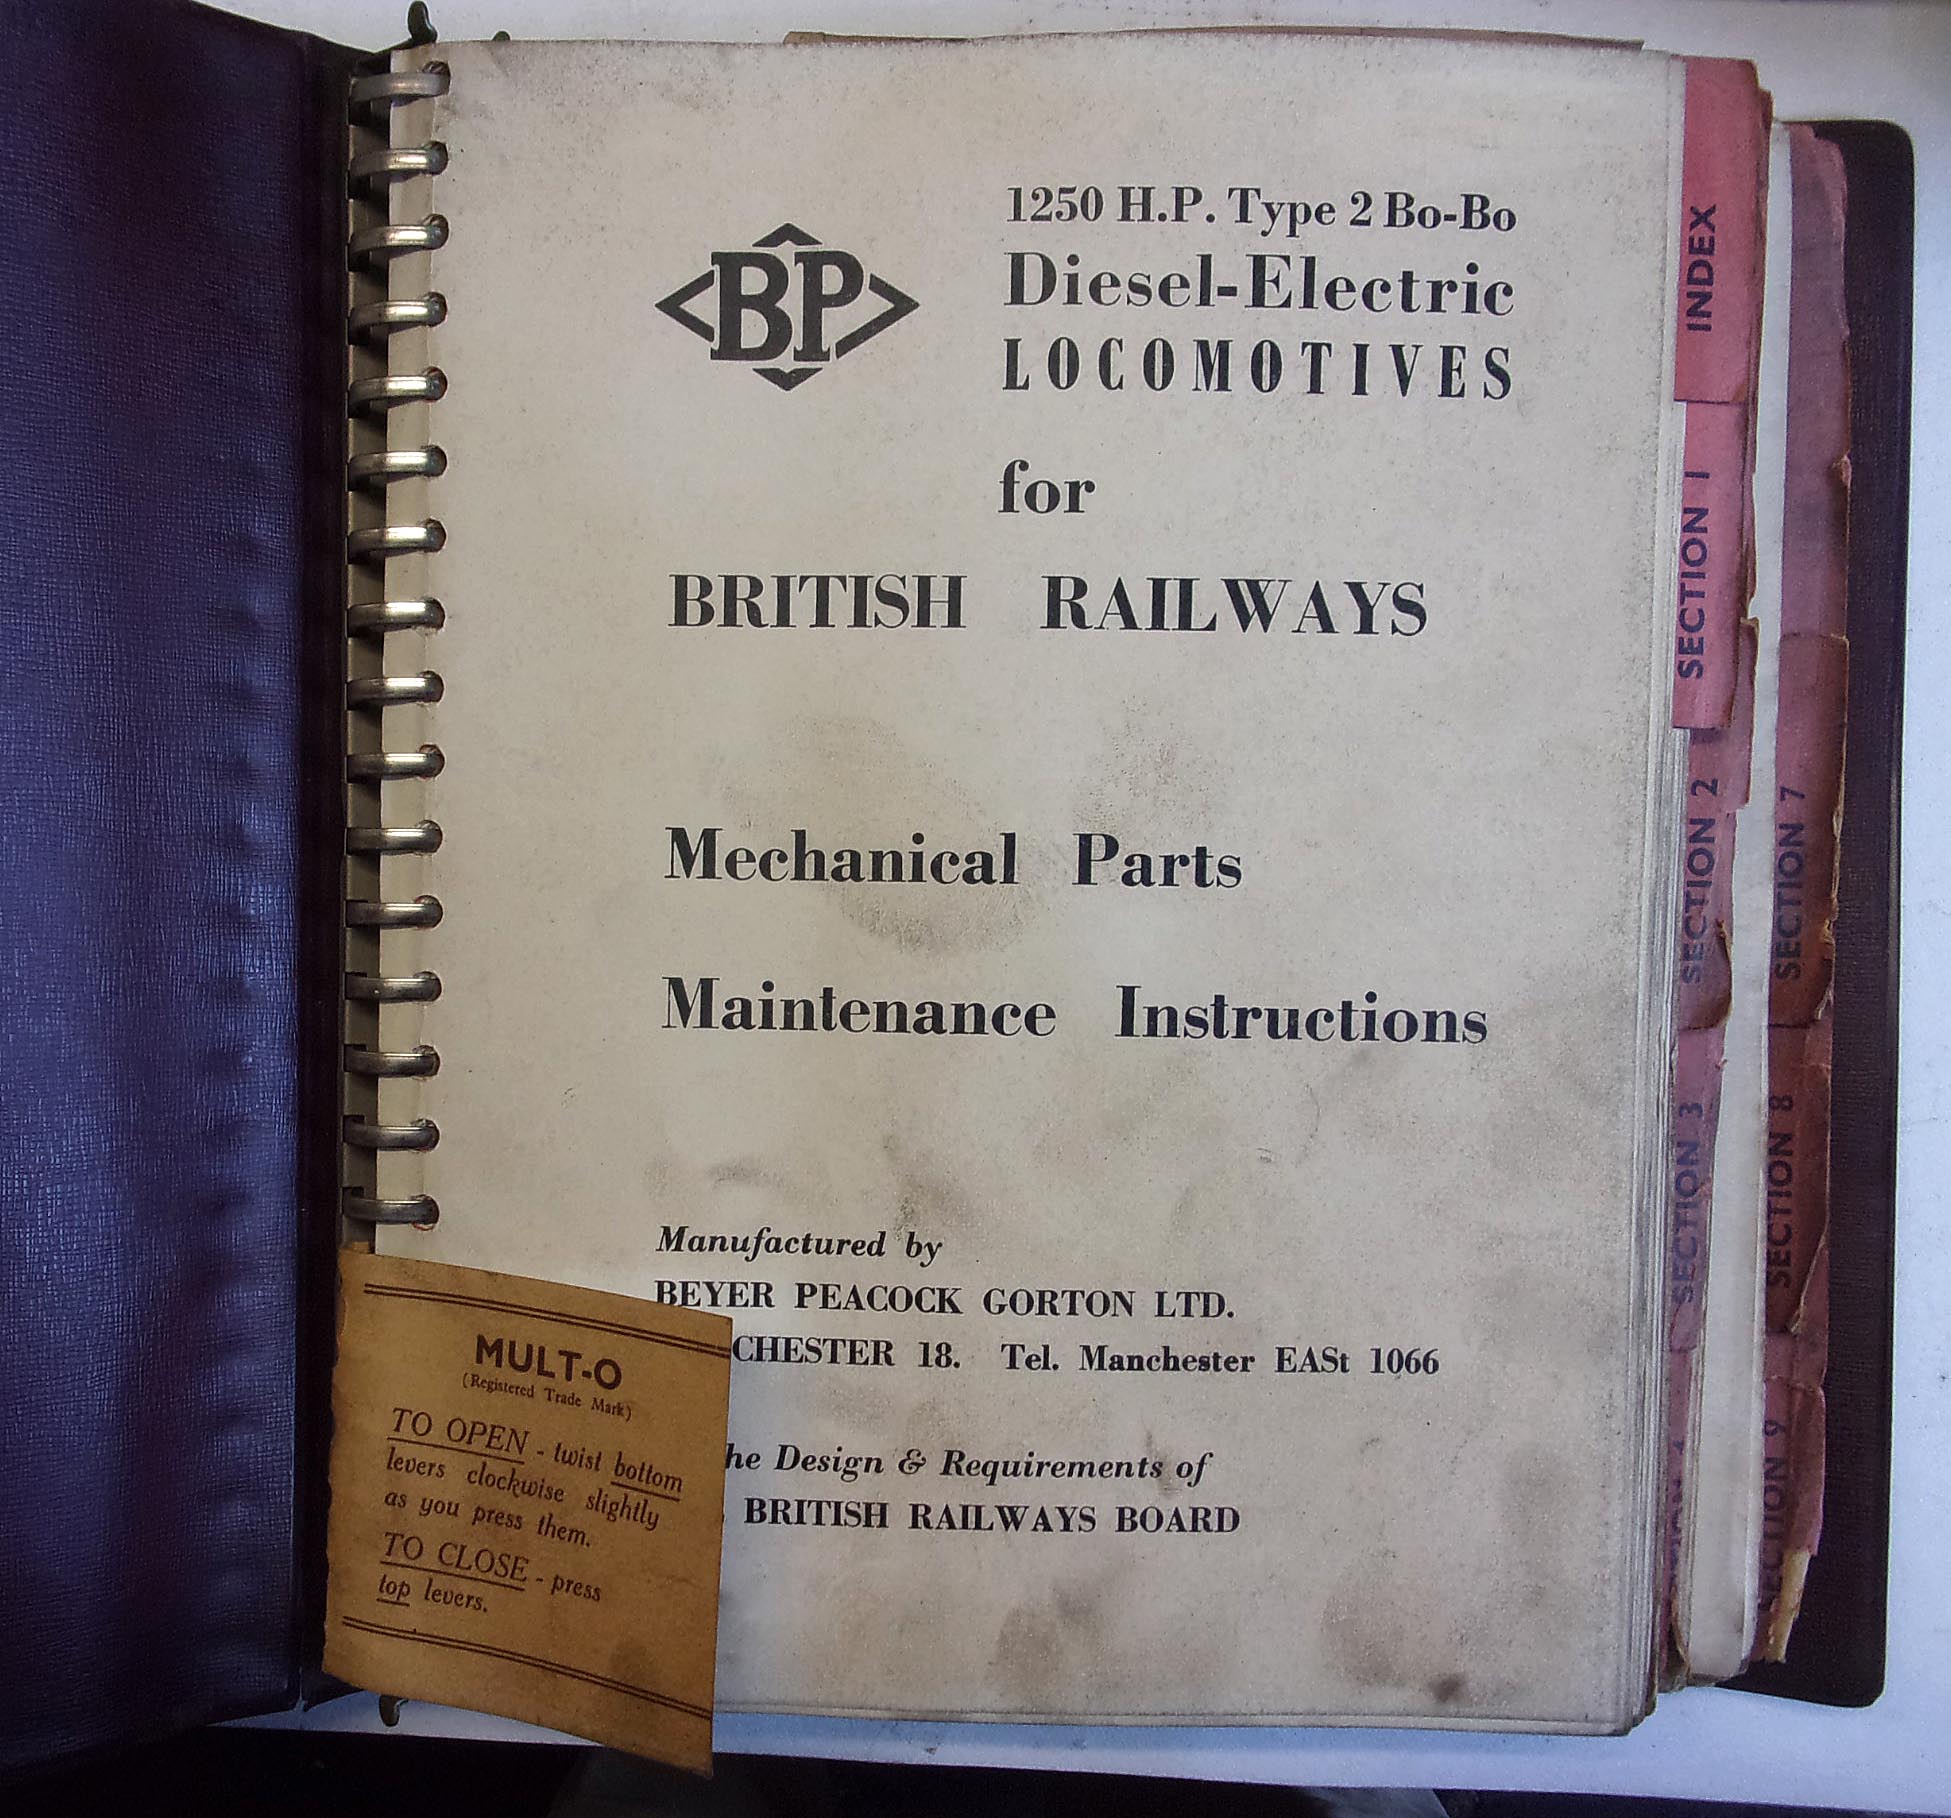 BP
1250 H.P. Type 2 Bo-Bo
Diesel-Electric
LOCOMOTIVES
for
BRITISH RAILWAYS
Mechanical Parts
Maintenance Instructions
Manufactured by
BEYER PEACOCK GORTON LTD.
CHESTER 18. Tel. Manchester EASt 1066
he Design & Requirements of
BRITISH RAILWAYS BOARD
MULT-O
(Registered Trade Mark)
TO OPEN - twist bottom
levers clockwise slightly
as you press them.
TO CLOSE - press
top levers.
INDEX
SECTION 1
SECTION 2
SECTION 3
SECTION 7
SECTION 8
SECTION 9